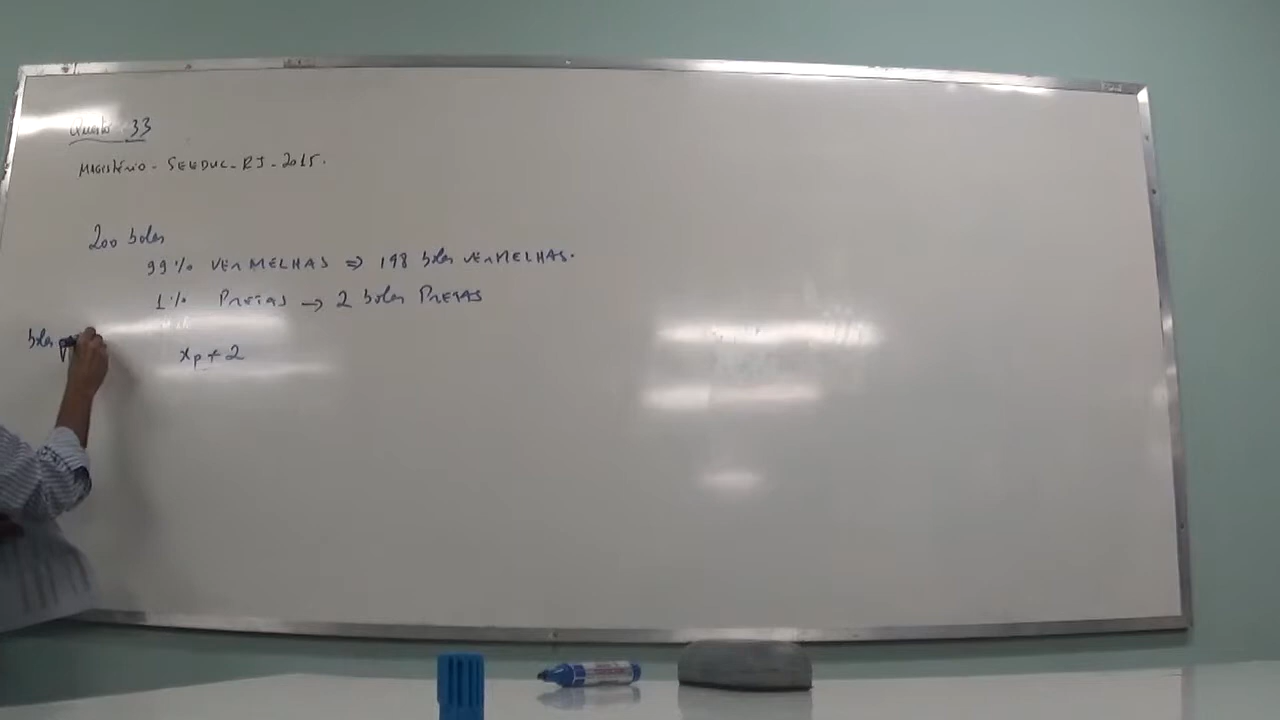 Questão 33
MAGISTÉRIO - SEEDUC - RJ - 2015.
200 bolas
99% VERMELHAS => 198 bolas VERMELHAS.
1% PRETAS → 2 bolas PRETAS
bolas
xp + 2